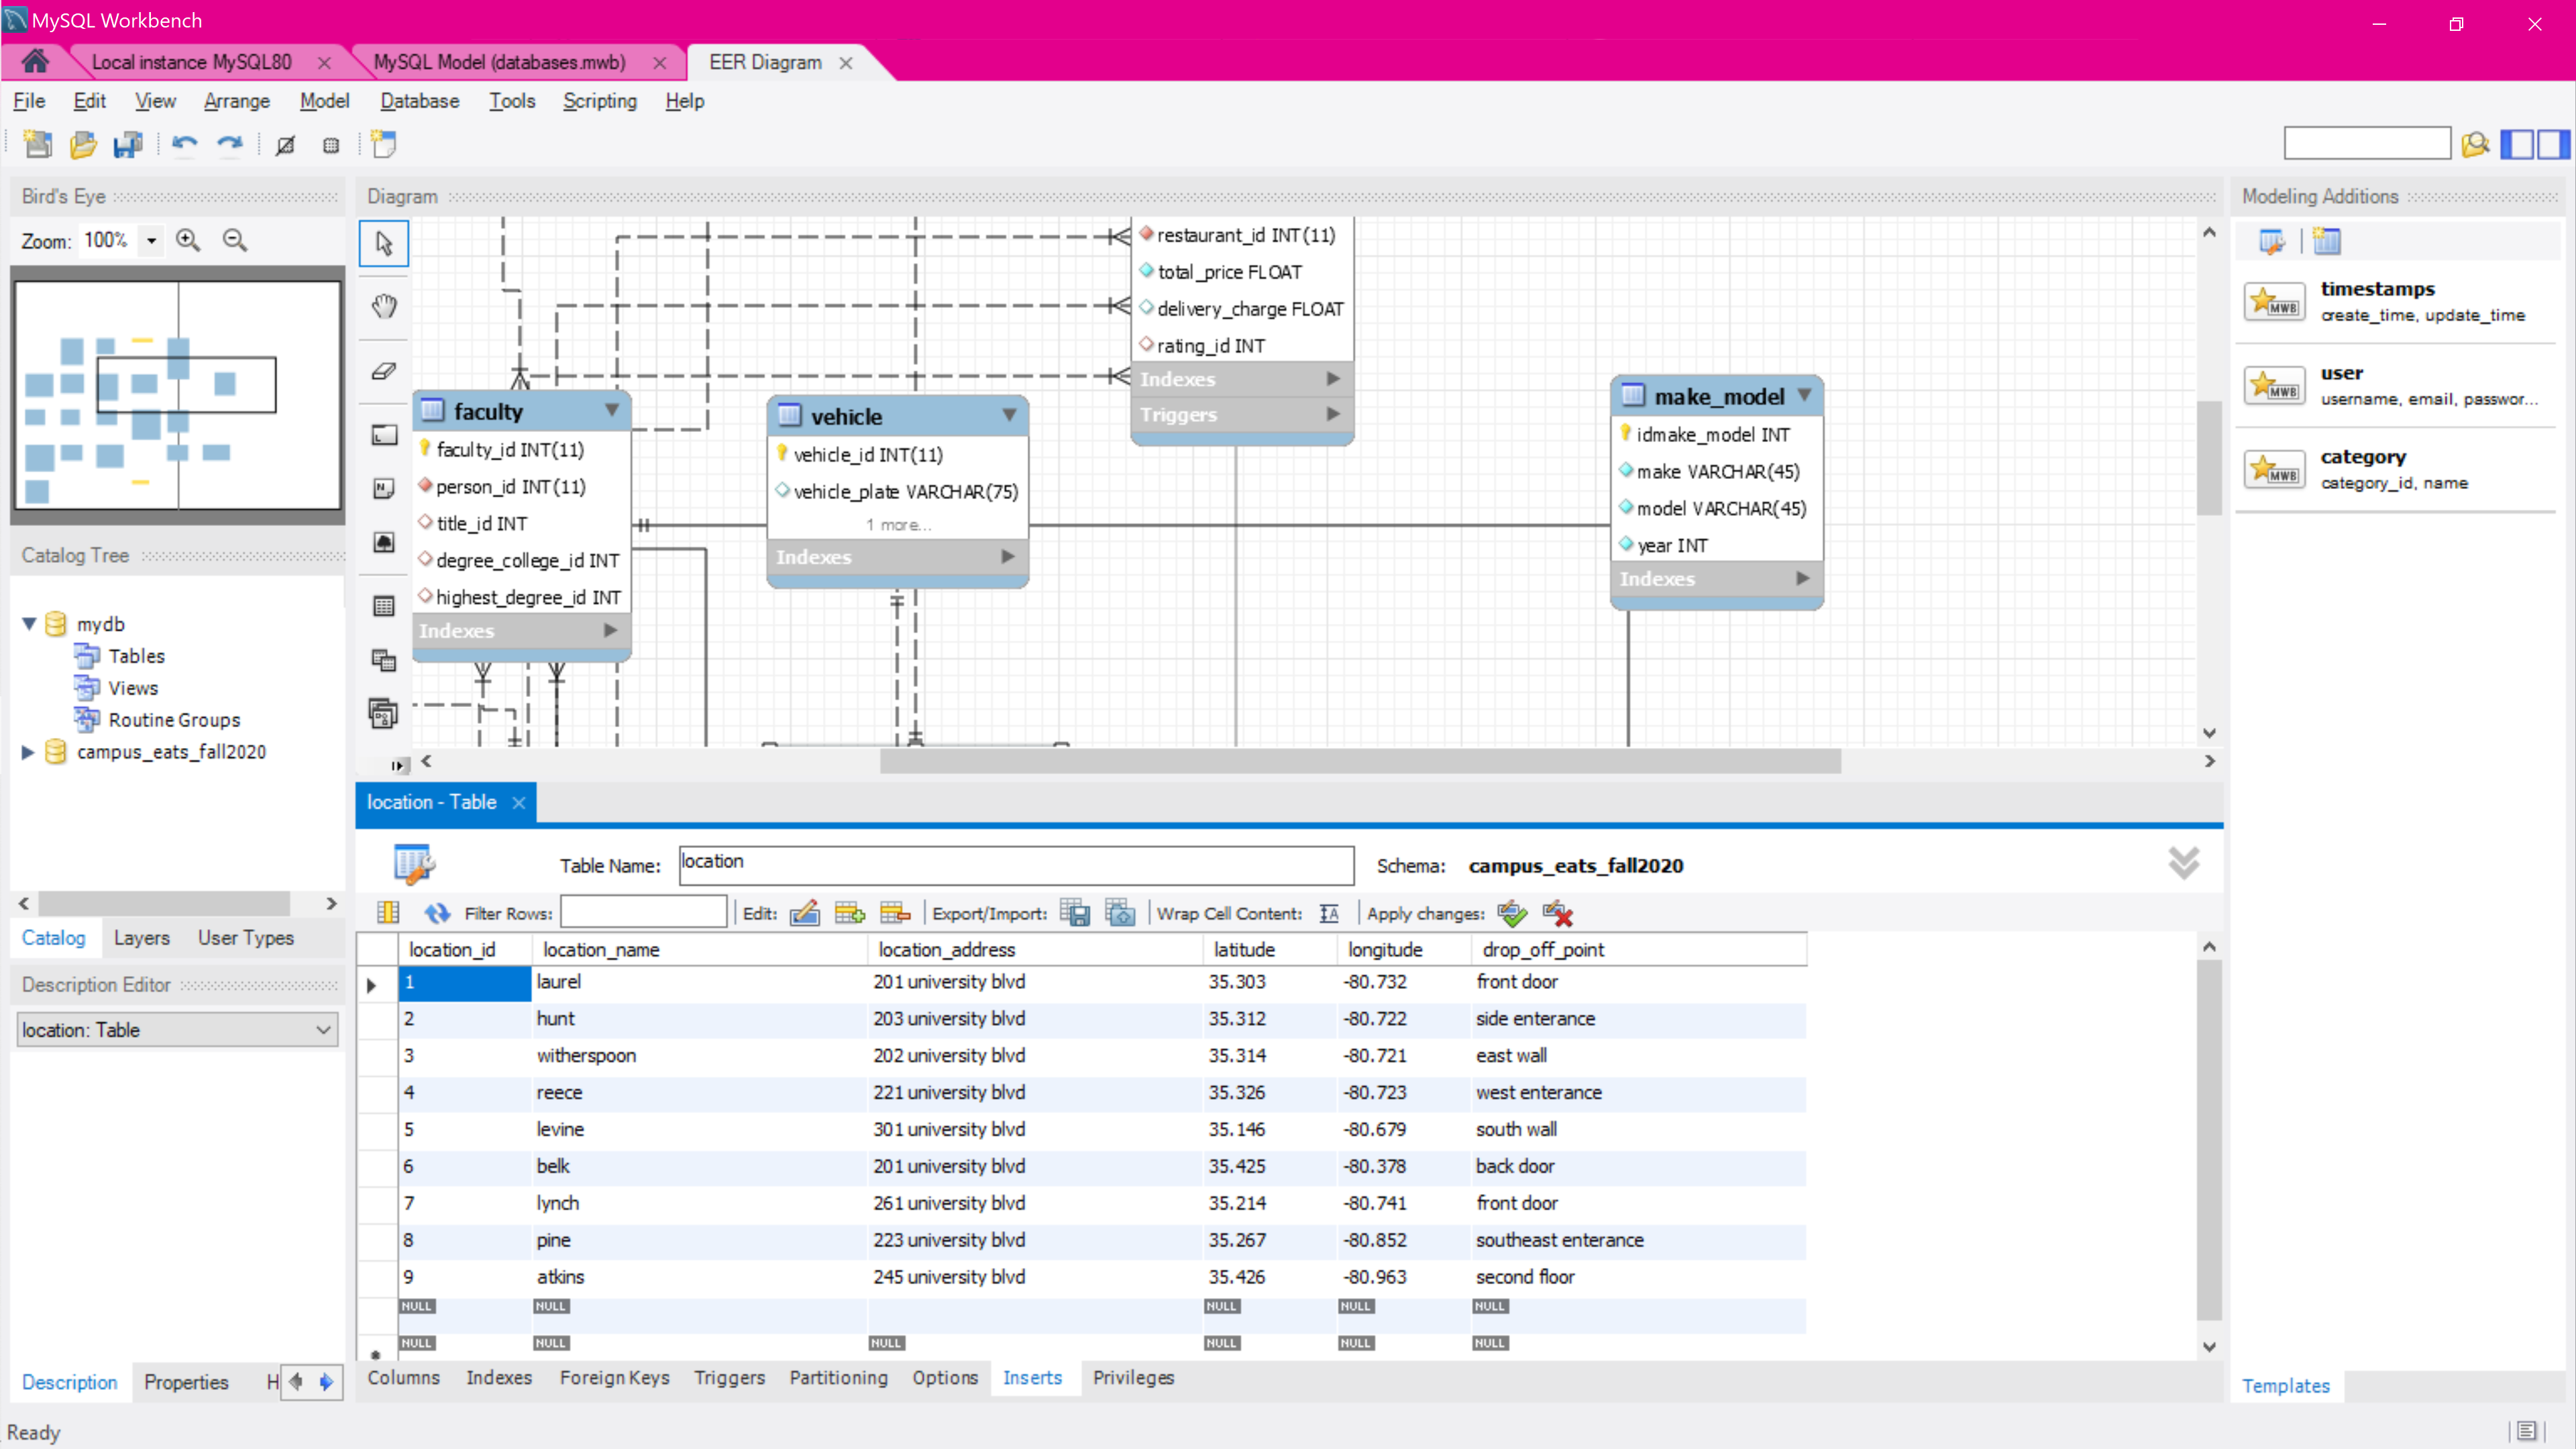 MySQL Workbench
Local instance MySQL80
MySQL Model (databases.mwb)
EER Diagram
File Edit View Arrange Model Database Tools Scripting Help
Bird's Eye
Zoom: 100%
Catalog Tree
mydb
Tables
Views
Routine Groups
campus_eats_fall2020
Catalog Layers User Types
Description Editor
location: Table
Description Properties H
Ready
Diagram
restaurant_id INT(11)
total_price FLOAT
delivery_charge FLOAT
rating_id INT
Indexes
Triggers
faculty
faculty_id INT(11)
person_id INT(11)
title_id INT
degree_college_id INT
highest_degree_id INT
Indexes
vehicle
vehicle_id INT(11)
vehicle_plate VARCHAR(75)
1 more...
Indexes
make_model
idmake_model INT
make VARCHAR(45)
model VARCHAR(45)
year INT
Indexes
location - Table
Table Name: location Schema: campus_eats_fall2020
Filter Rows: Edit: Export/Import: Wrap Cell Content: Apply changes:
location_id location_name location_address latitude longitude drop_off_point
1 laurel 201 university blvd 35.303 -80.732 front door
2 hunt 203 university blvd 35.312 -80.722 side enterance
3 witherspoon 202 university blvd 35.314 -80.721 east wall
4 reece 221 university blvd 35.326 -80.723 west enterance
5 levine 301 university blvd 35.146 -80.679 south wall
6 belk 201 university blvd 35.425 -80.378 back door
7 lynch 261 university blvd 35.214 -80.741 front door
8 pine 223 university blvd 35.267 -80.852 southeast enterance
9 atkins 245 university blvd 35.426 -80.963 second floor
NULL NULL NULL NULL NULL
NULL NULL NULL NULL NULL NULL
Columns Indexes Foreign Keys Triggers Partitioning Options Inserts Privileges
Modeling Additions
timestamps
create_time, update_time
user
username, email, passwor...
category
category_id, name
MWB
MWB
MWB
Templates